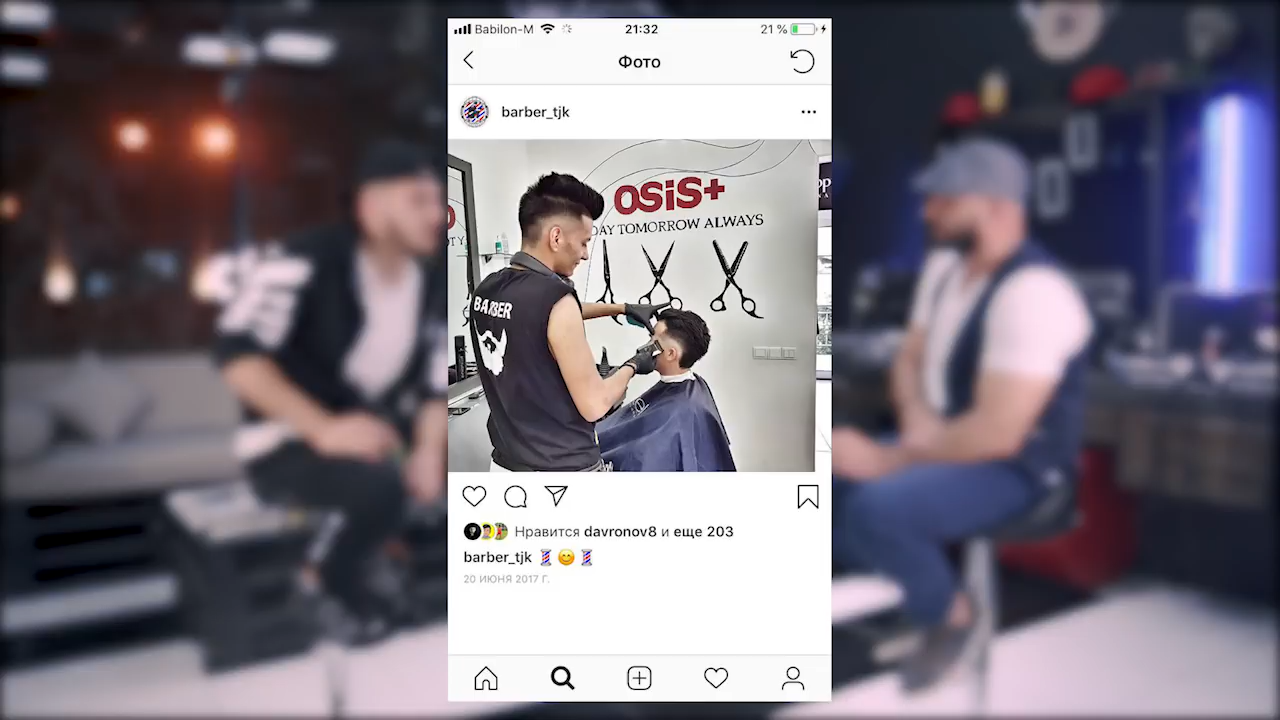 Babilon-M
21:32
21 %
Фото
barber_tjk
OSiS+
DAY TOMORROW ALWAYS
BARBER
Нравится davronov8 и еще 203
barber_tjk
20 ИЮНЯ 2017 Г.